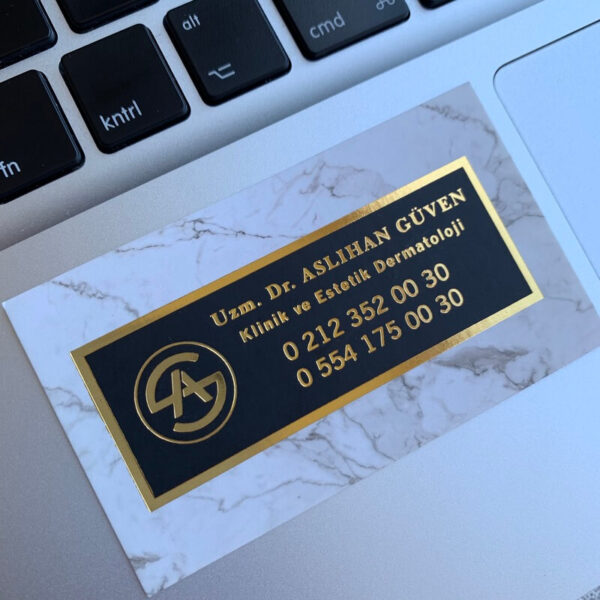 alt
cmd
kntrl
fn
Uzm. Dr. ASLIHAN GÜVEN
Klinik ve Estetik Dermatoloji
0 212 352 00 30
0 554 175 00 30